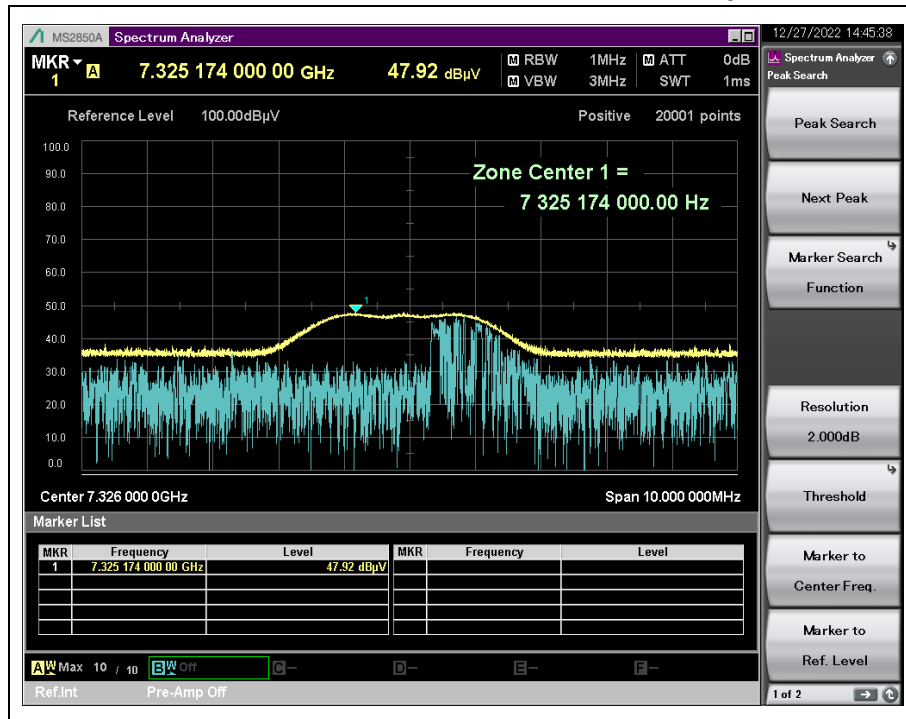 MS2850A Spectrum Analyzer
12/27/2022 14:45:38
MKR 1 A 7.325 174 000 00 GHz 47.92 dBµV
M RBW 1MHz M ATT 0dB
M VBW 3MHz SWT 1ms
Reference Level 100.00dBµV Positive 20001 points
100.0
90.0
80.0
70.0
60.0
50.0
40.0
30.0
20.0
10.0
0.0
Zone Center 1 =
7 325 174 000.00 Hz
1
Center 7.326 000 0GHz Span 10.000 000MHz
Marker List
MKR Frequency Level MKR Frequency Level
1 7.325 174 000 00 GHz 47.92 dBµV
A W Max 10 / 10 B W Off C – D – E – F –
Ref.Int Pre-Amp Off
Spectrum Analyzer
Peak Search
Peak Search
Next Peak
Marker Search
Function
Resolution
2.000dB
Threshold
Marker to
Center Freq.
Marker to
Ref. Level
1 of 2